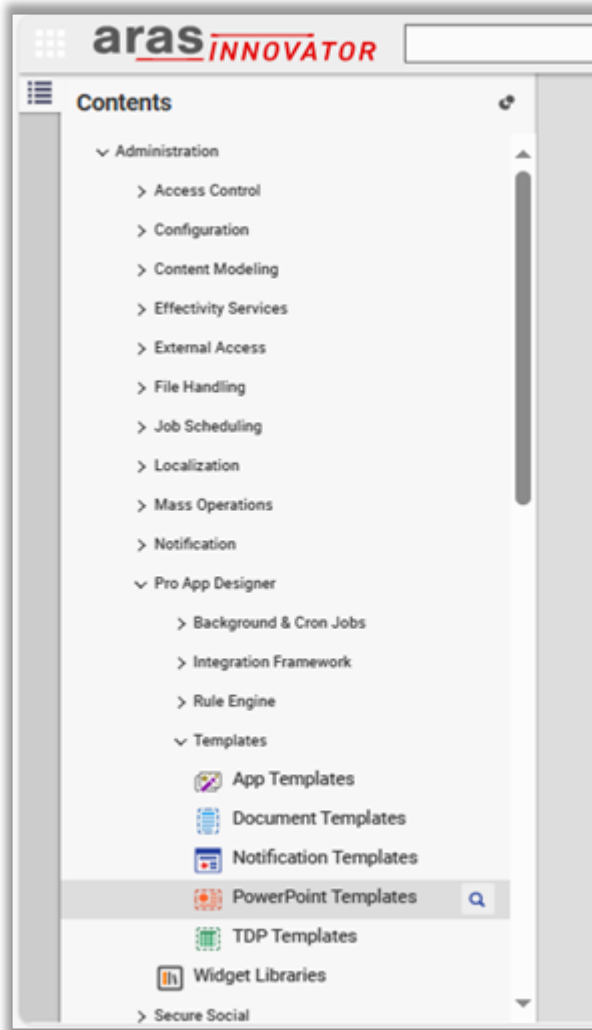 aras INNOVATOR
Contents
Administration
Access Control
Configuration
Content Modeling
Effectivity Services
External Access
File Handling
Job Scheduling
Localization
Mass Operations
Notification
Pro App Designer
Background & Cron Jobs
Integration Framework
Rule Engine
Templates
App Templates
Document Templates
Notification Templates
PowerPoint Templates
TDP Templates
Widget Libraries
Secure Social